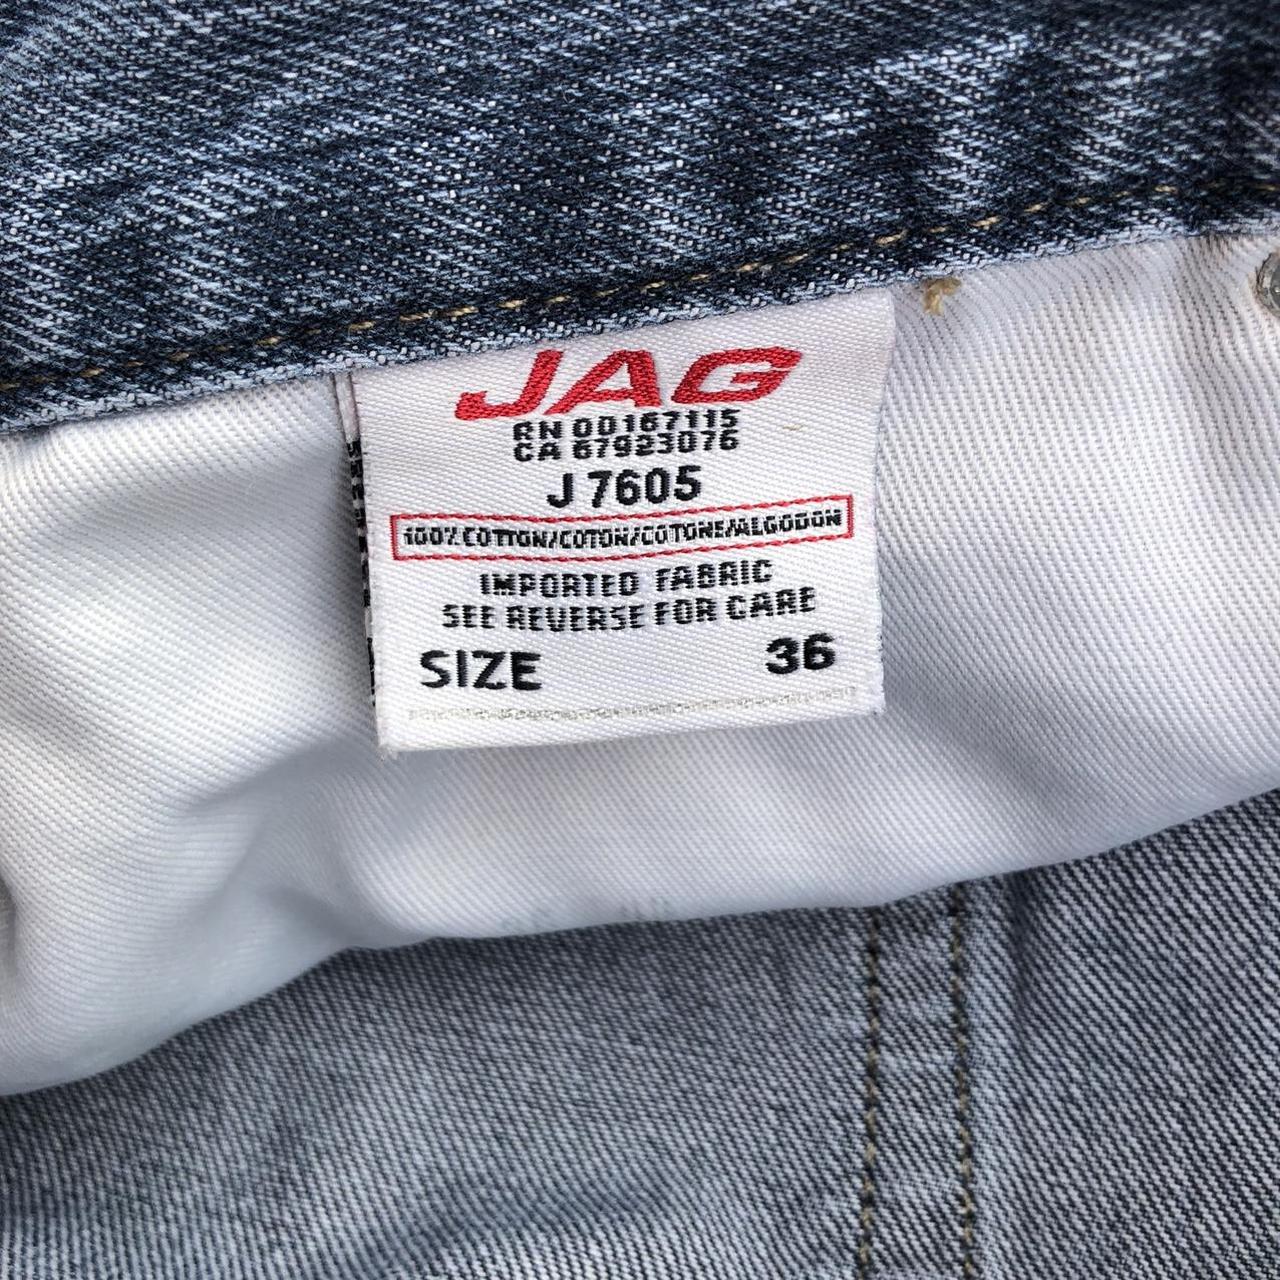 JAG
RN 00167115
CA 67923076
J 7605
100% COTTON/COTON/COTONE/ALGODON
IMPORTED FABRIC
SEE REVERSE FOR CARE
SIZE 36